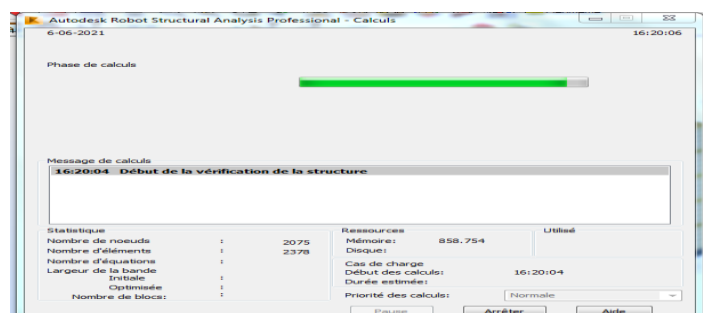 Autodesk Robot Structural Analysis Professional - Calculs
6-06-2021 16:20:06
Phase de calculs
Message de calculs
16:20:04 Début de la vérification de la structure
Statistique Ressources Utilisé
Nombre de noeuds : 2075 Mémoire: 858.754
Nombre d'éléments : 2378 Disque:
Nombre d'équations :
Cas de charge
Largeur de la bande Début des calculs: 16:20:04
Initiale : Durée estimée:
Optimisée :
Nombre de blocs: : Priorité des calculs: Normale
Pause Arrêter Aide